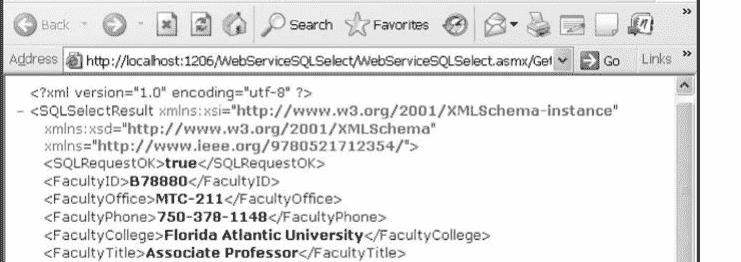 Back Search Favorites »
Address http://localhost:1206/WebServiceSQLSelect/WebServiceSQLSelect.asmx/Get Go Links »
<?xml version="1.0" encoding="utf-8" ?>
- <SQLSelectResult xmlns:xsi="http://www.w3.org/2001/XMLSchema-instance"
xmlns:xsd="http://www.w3.org/2001/XMLSchema"
xmlns="http://www.ieee.org/9780521712354/">
<SQLRequestOK>true</SQLRequestOK>
<FacultyID>B78880</FacultyID>
<FacultyOffice>MTC-211</FacultyOffice>
<FacultyPhone>750-378-1148</FacultyPhone>
<FacultyCollege>Florida Atlantic University</FacultyCollege>
<FacultyTitle>Associate Professor</FacultyTitle>